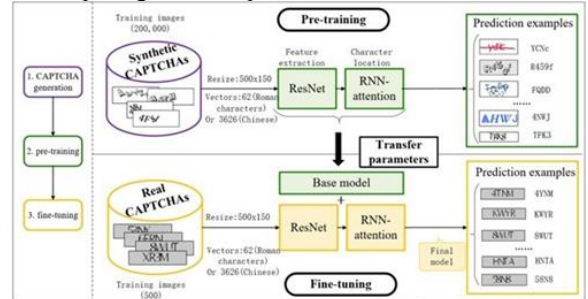 Training images
(200,000)
Pre-training
Prediction examples
Synthetic
CAPTCHAs
Feature
extraction
Character
location
Resize:500x150
ResNet
RNN-
attention
Vectors:62(Roman
characters)
Or 3626(Chinese)
YCNc
R459f
FQDD
......
4NWJ
TFK3
1. CAPTCHA
generation
2. pre-training
3. fine-tuning
Transfer
parameters
Real
CAPTCHAs
Base model
+
Resize:500x150
ResNet
RNN-
attention
Vectors:62(Roman
characters)
Or 3626(Chinese)
Final
model
Prediction examples
4YNM
KWYR
SWUT
......
HNTA
58NS
Training images
(500)
Fine-tuning